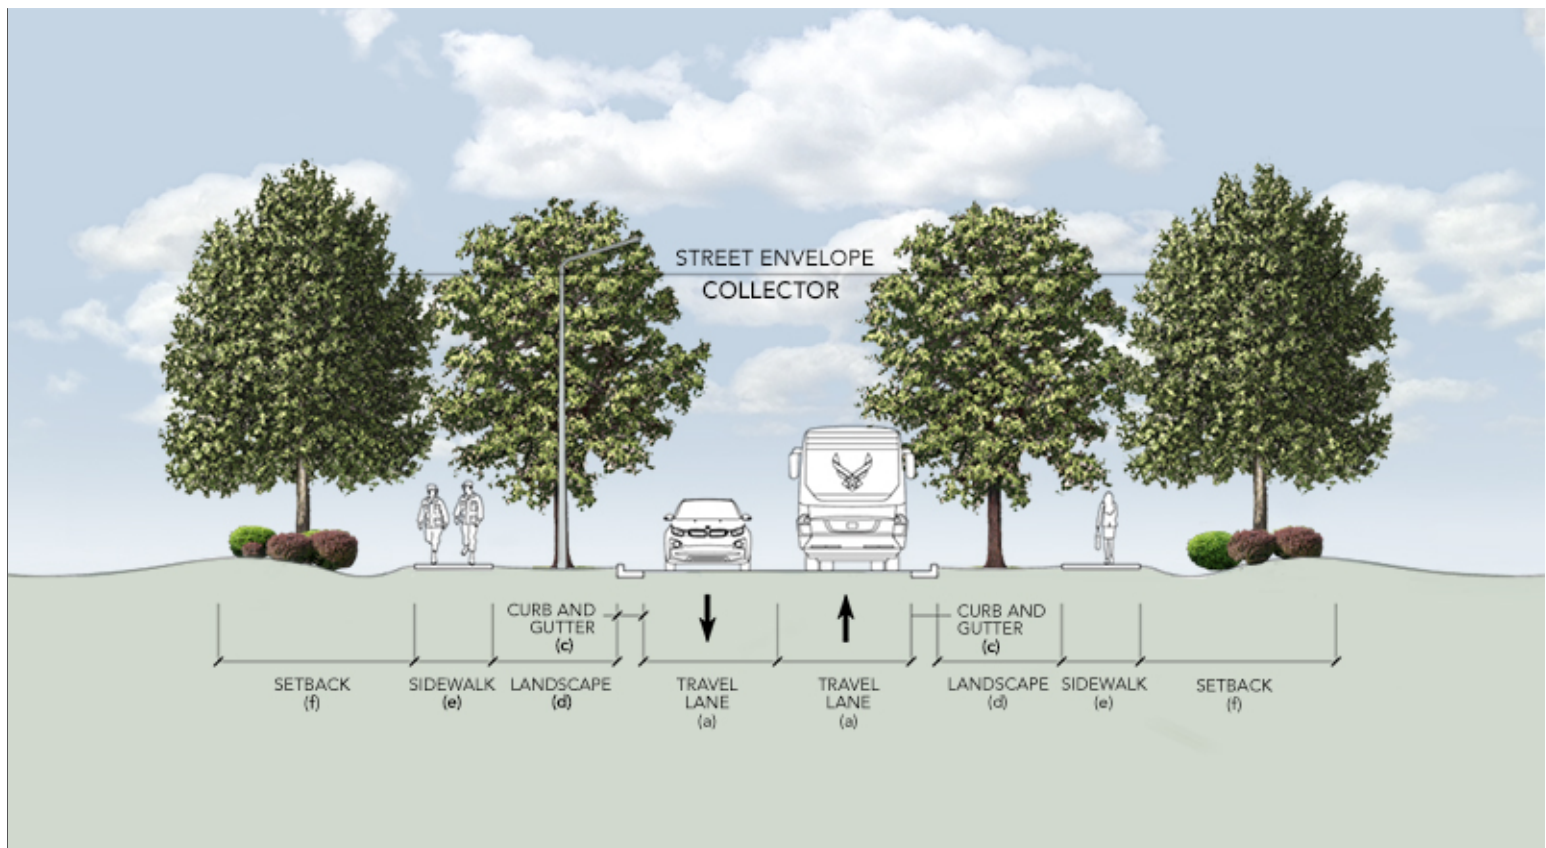 STREET ENVELOPE
COLLECTOR
CURB AND
GUTTER
(c)
CURB AND
GUTTER
(c)
SETBACK
(f)
SIDEWALK
(e)
LANDSCAPE
(d)
TRAVEL
LANE
(a)
TRAVEL
LANE
(a)
LANDSCAPE
(d)
SIDEWALK
(e)
SETBACK
(f)